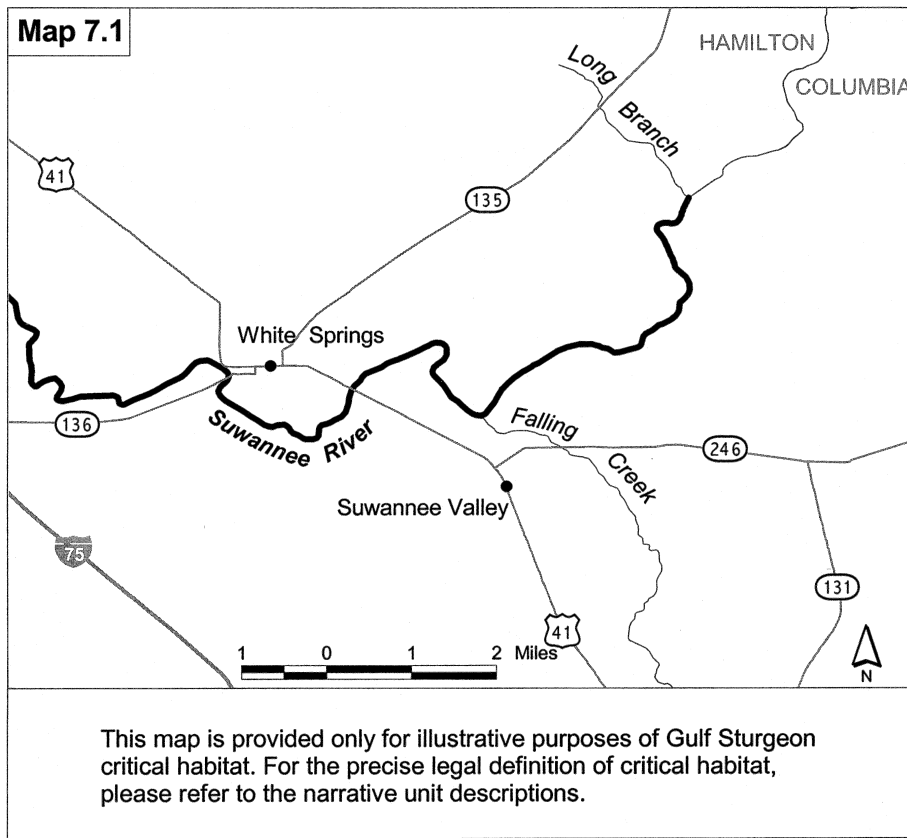 Map 7.1
HAMILTON
COLUMBIA
Long
Branch
41
135
White Springs
136
Suwannee River
Falling
Creek
246
Suwannee Valley
75
131
41
1 0 1 2 Miles
N
This map is provided only for illustrative purposes of Gulf Sturgeon
critical habitat. For the precise legal definition of critical habitat,
please refer to the narrative unit descriptions.